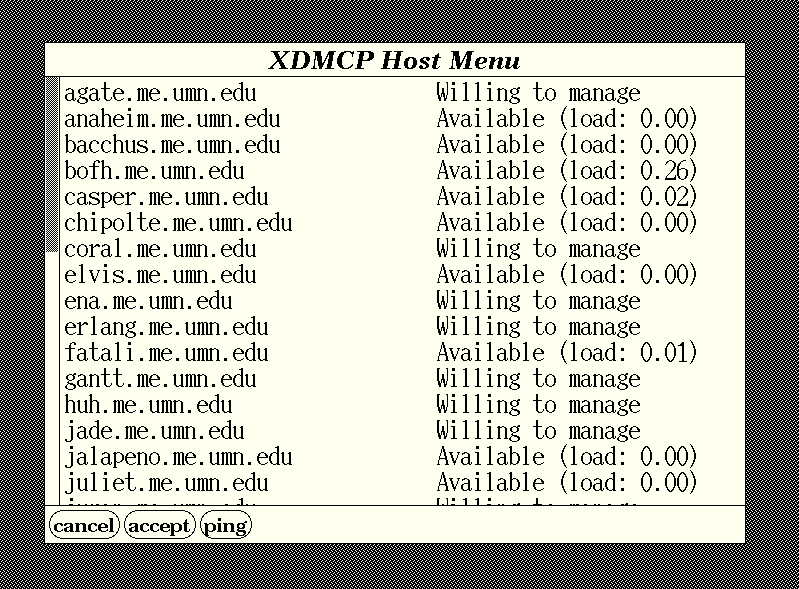 XDMCP Host Menu
agate.me.umn.edu Willing to manage
anaheim.me.umn.edu Available (load: 0.00)
bacchus.me.umn.edu Available (load: 0.00)
bofh.me.umn.edu Available (load: 0.26)
casper.me.umn.edu Available (load: 0.02)
chipolte.me.umn.edu Available (load: 0.00)
coral.me.umn.edu Willing to manage
elvis.me.umn.edu Available (load: 0.00)
ena.me.umn.edu Willing to manage
erlang.me.umn.edu Willing to manage
fatali.me.umn.edu Available (load: 0.01)
gantt.me.umn.edu Willing to manage
huh.me.umn.edu Willing to manage
jade.me.umn.edu Willing to manage
jalapeno.me.umn.edu Available (load: 0.00)
juliet.me.umn.edu Available (load: 0.00)
cancel accept ping